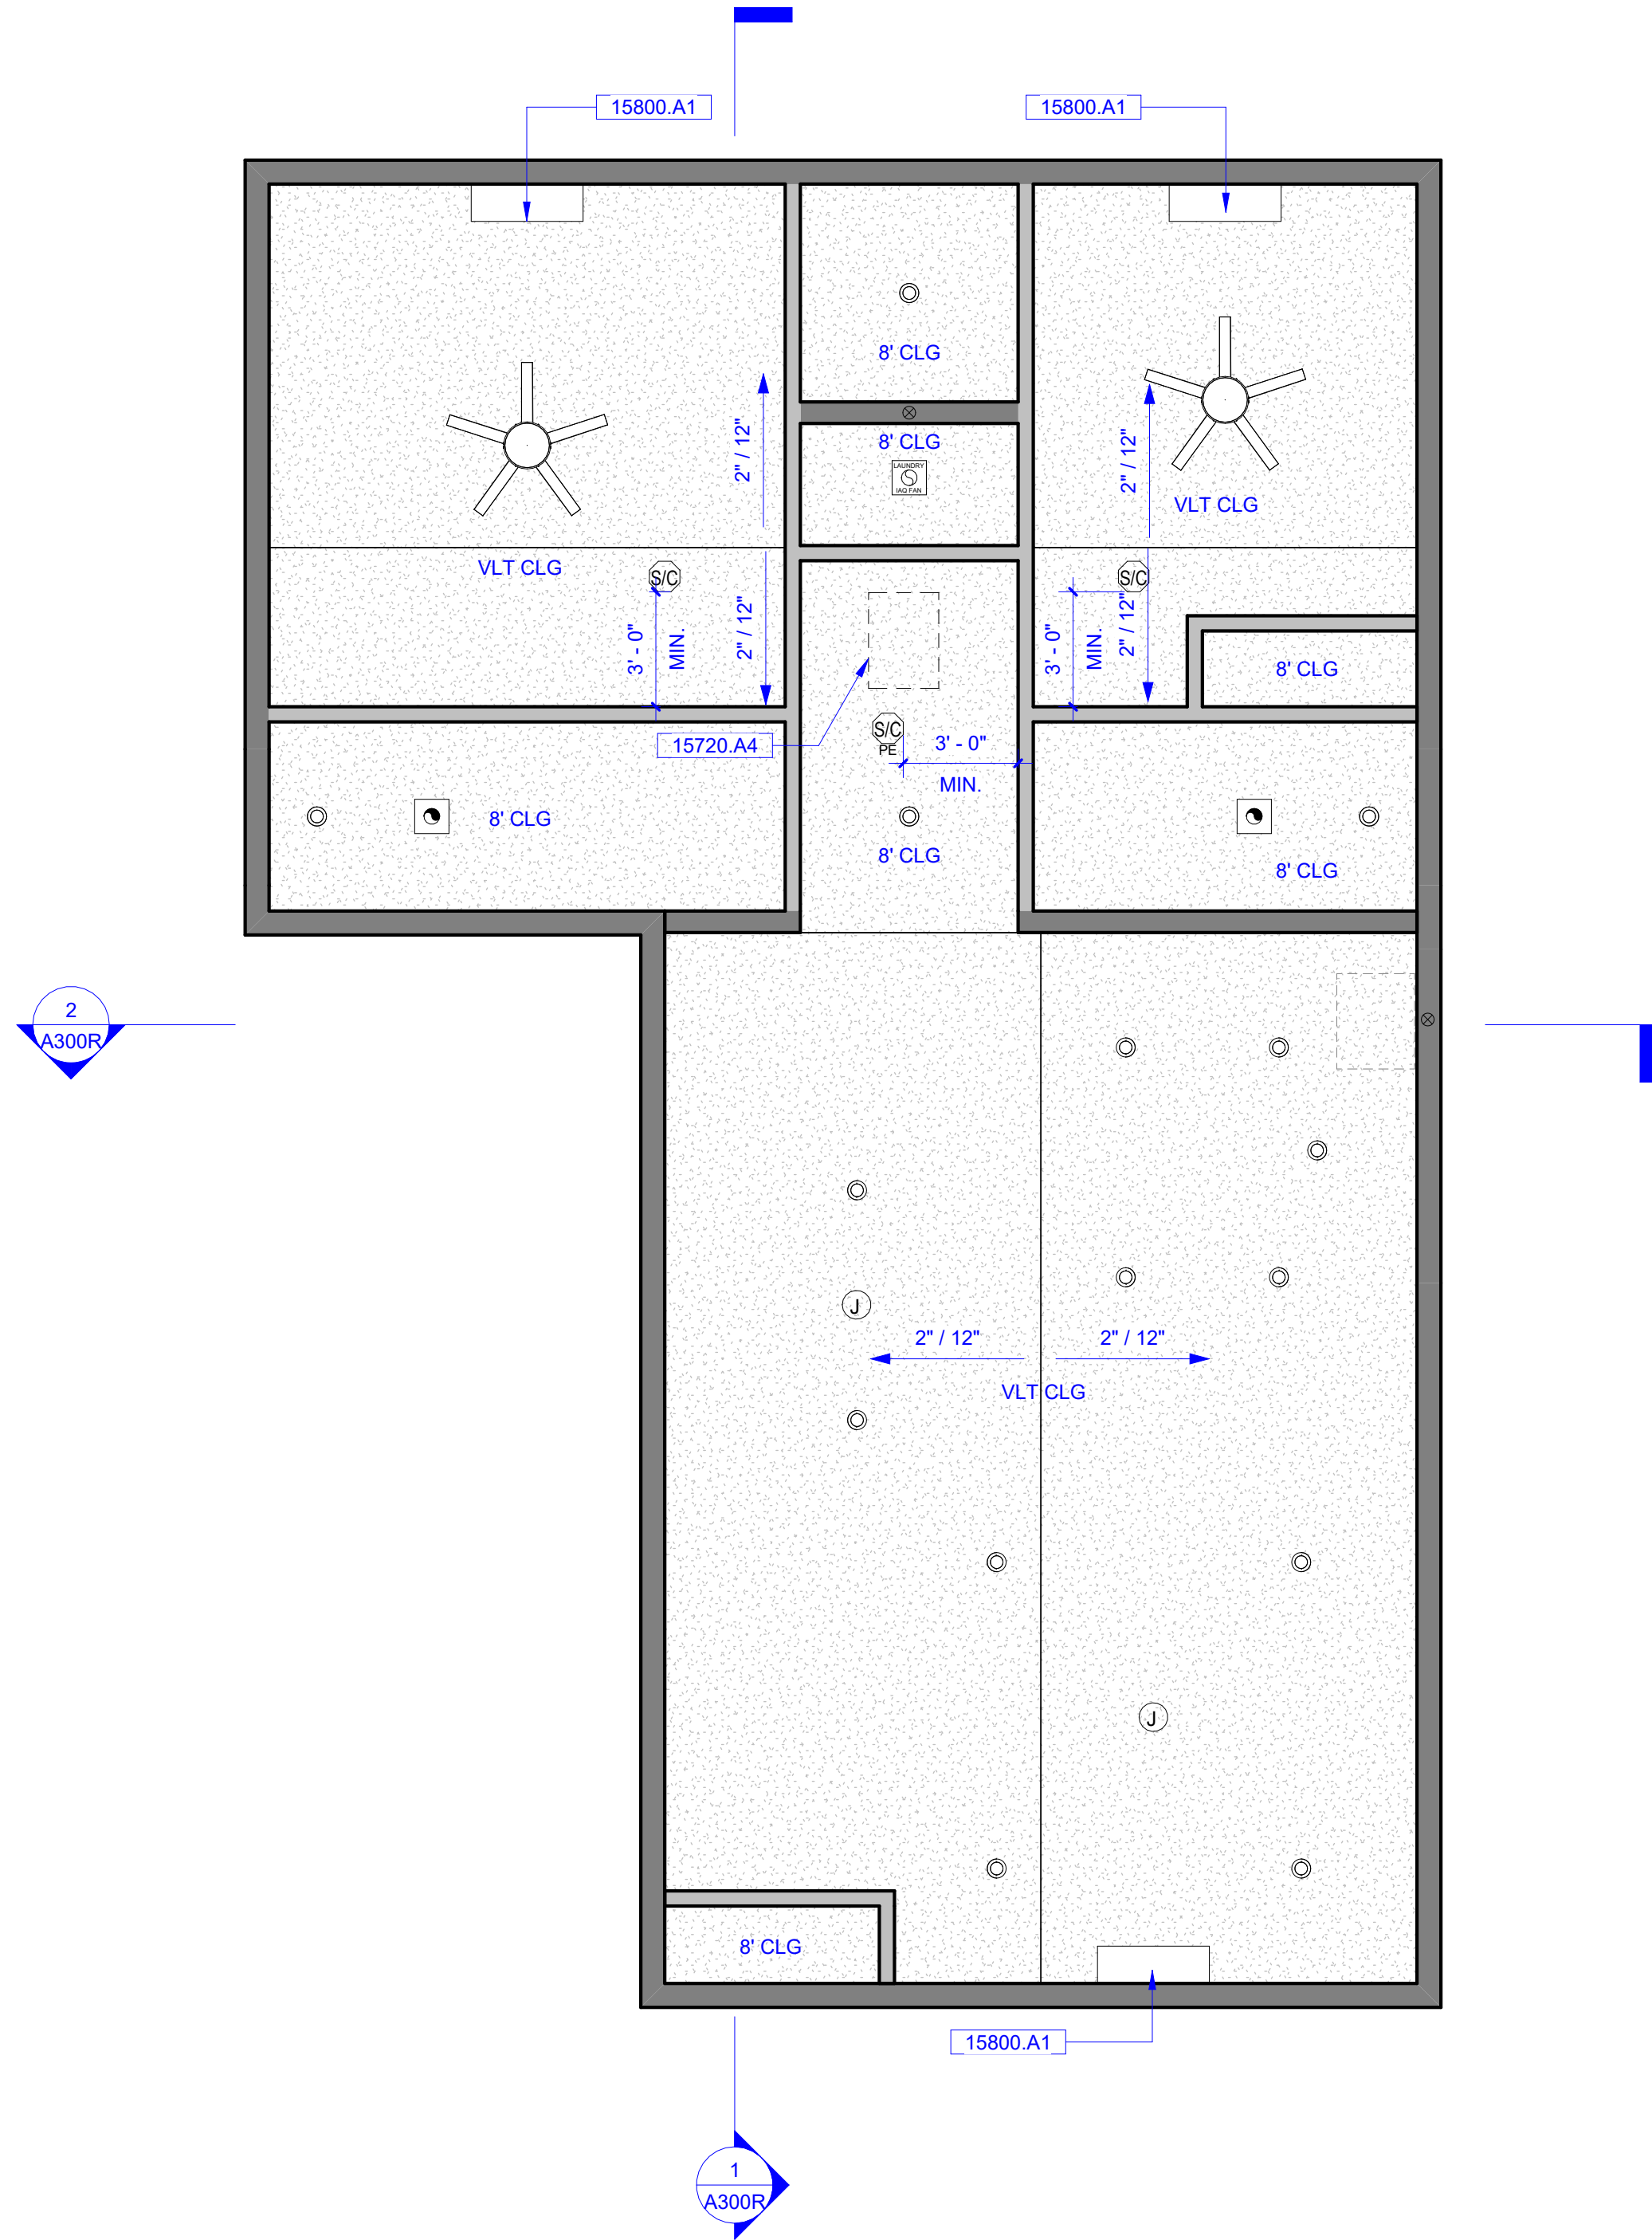 15800.A1
15800.A1
8' CLG
8' CLG
LAUNDRY
IAQ FAN
2" / 12"
2" / 12"
VLT CLG
VLT CLG
S/C
S/C
3' - 0"
MIN.
2" / 12"
3' - 0"
MIN.
2" / 12"
8' CLG
15720.A4
S/C
PE
3' - 0"
MIN.
8' CLG
8' CLG
8' CLG
2
A300R
J
2" / 12"
2" / 12"
VLT CLG
J
8' CLG
15800.A1
1
A300R